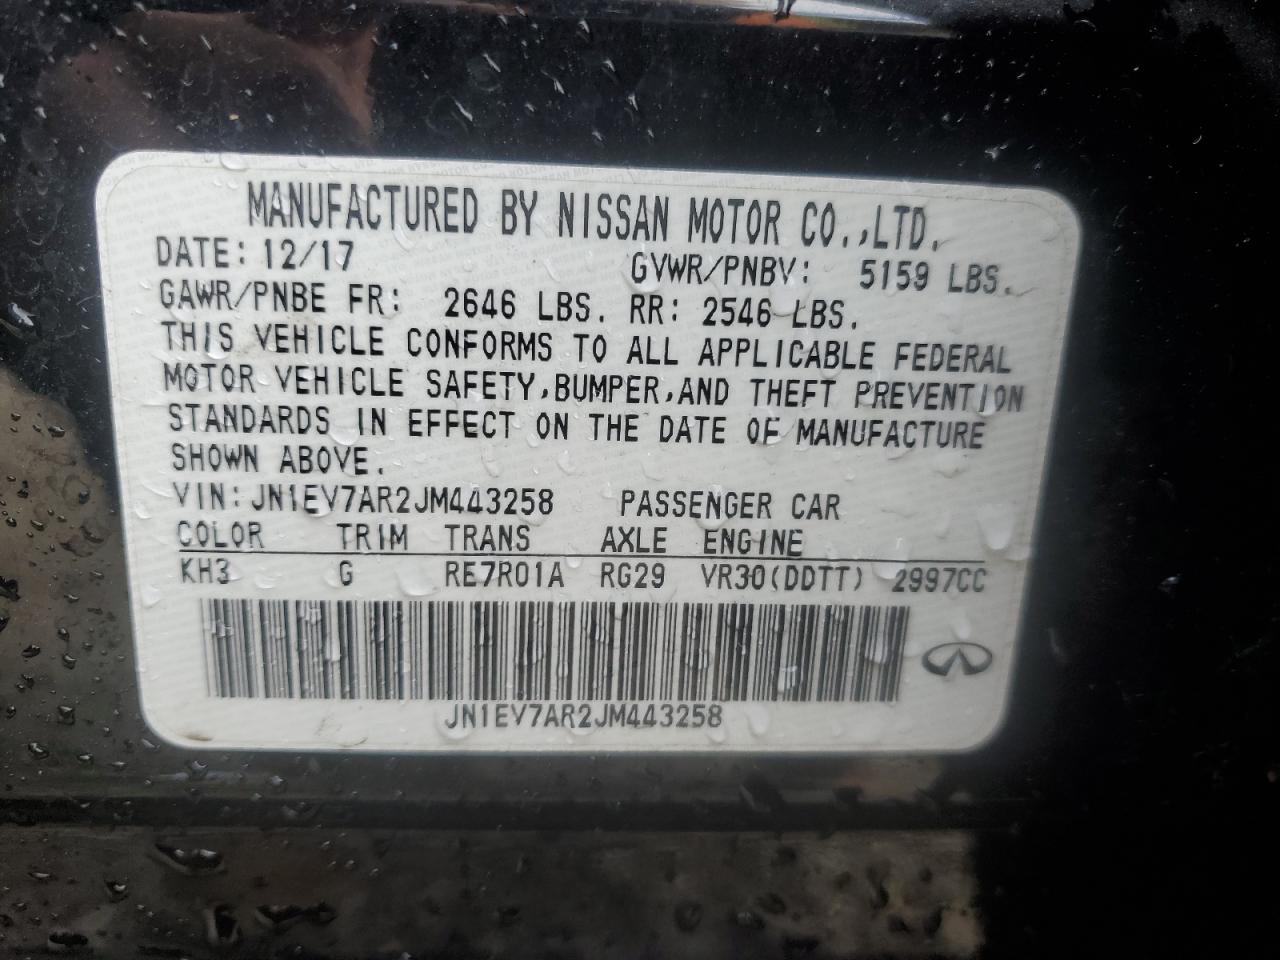 MANUFACTURED BY NISSAN MOTOR CO.,LTD.
DATE: 12/17 GVWR/PNBV: 5159 LBS.
GAWR/PNBE FR: 2646 LBS. RR: 2546 LBS.
THIS VEHICLE CONFORMS TO ALL APPLICABLE FEDERAL
MOTOR VEHICLE SAFETY,BUMPER,AND THEFT PREVENTION
STANDARDS IN EFFECT ON THE DATE OF MANUFACTURE
SHOWN ABOVE.
VIN:JN1EV7AR2JM443258 PASSENGER CAR
COLOR TRIM TRANS AXLE ENGINE
KH3 G RE7R01A RG29 VR30(DDTT) 2997CC
JN1EV7AR2JM443258